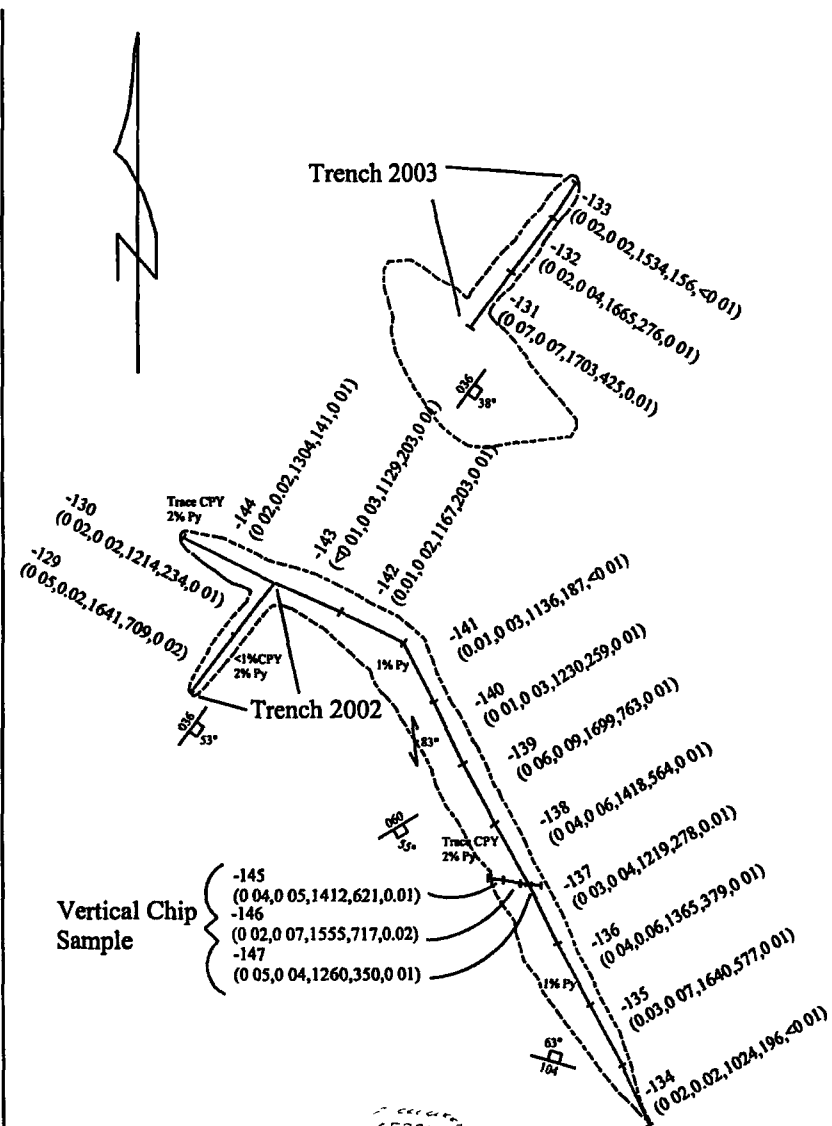 Trench 2003
-133
(0 02,0 02,1534,156,<0 01)
-132
(0 02,0 04,1665,276,0 01)
-131
(0 07,0 07,1703,425,0.01)
036
38°
-144
(0 02,0.02,1304,141,0 01)
-143
(<0 01,0 03,1129,203,0 01)
-142
(0.01,0 02,1167,203,0 01)
Trace CPY
2% Py
-130
(0 02,0 02,1214,234,0 01)
-129
(0 05,0.02,1641,709,0 02)
<1%CPY
2% Py
Trench 2002
036
53°
1% Py
-141
(0.01,0 03,1136,187,<0 01)
-140
(0 01,0 03,1230,259,0 01)
-139
(0 06,0 09,1699,763,0 01)
83°
-138
(0 04,0 06,1418,564,0 01)
060
55°
Trace CPY
2% Py
-137
(0 03,0 04,1219,278,0.01)
-136
(0 04,0.06,1365,379,0 01)
Vertical Chip
Sample
-145
(0 04,0 05,1412,621,0.01)
-146
(0 02,0 07,1555,717,0.02)
-147
(0 05,0 04,1260,350,0 01)
1% Py
-135
(0.03,0 07,1640,577,0 01)
63°
104
-134
(0 02,0.02,1024,196,<0 01)